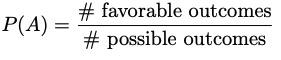 P(A) = # favorable outcomes / # possible outcomes